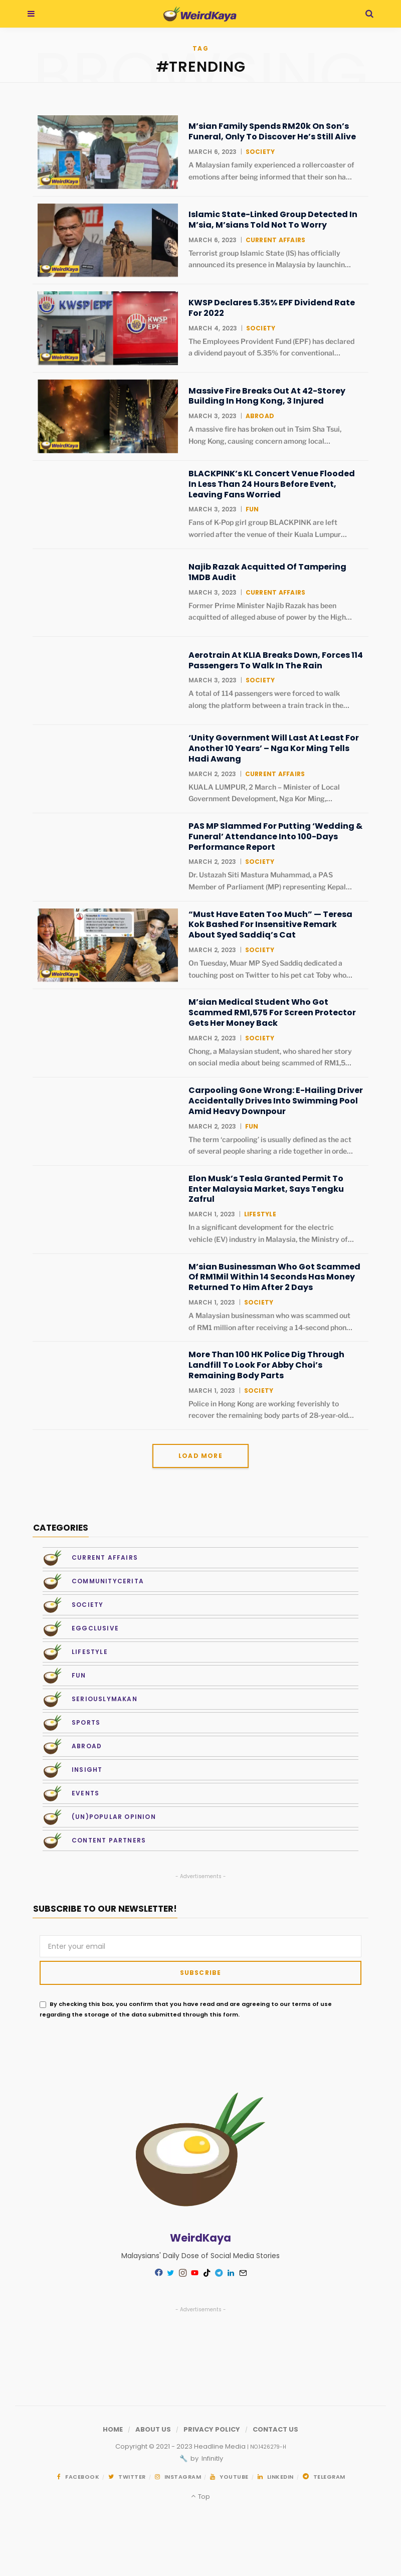 WeirdKaya
TAG
#TRENDING
M'sian Family Spends RM20k On Son's
Funeral, Only To Discover He's Still Alive
MARCH 6, 2023 | SOCIETY
A Malaysian family experienced a rollercoaster of
emotions after being informed that their son ha...
Islamic State-Linked Group Detected In
M'sia, M'sians Told Not To Worry
MARCH 6, 2023 | CURRENT AFFAIRS
Terrorist group Islamic State (IS) has officially
announced its presence in Malaysia by launchin...
KWSP Declares 5.35% EPF Dividend Rate
For 2022
MARCH 4, 2023 | SOCIETY
The Employees Provident Fund (EPF) has declared
a dividend payout of 5.35% for conventional...
Massive Fire Breaks Out At 42-Storey
Building In Hong Kong, 3 Injured
MARCH 3, 2023 | ABROAD
A massive fire has broken out in Tsim Sha Tsui,
Hong Kong, causing concern among local...
BLACKPINK's KL Concert Venue Flooded
In Less Than 24 Hours Before Event,
Leaving Fans Worried
MARCH 3, 2023 | FUN
Fans of K-Pop girl group BLACKPINK are left
worried after the venue of their Kuala Lumpur...
Najib Razak Acquitted Of Tampering
1MDB Audit
MARCH 3, 2023 | CURRENT AFFAIRS
Former Prime Minister Najib Razak has been
acquitted of alleged abuse of power by the High...
Aerotrain At KLIA Breaks Down, Forces 114
Passengers To Walk In The Rain
MARCH 3, 2023 | SOCIETY
A total of 114 passengers were forced to walk
along the platform between a train track in the...
'Unity Government Will Last At Least For
Another 10 Years' – Nga Kor Ming Tells
Hadi Awang
MARCH 2, 2023 | CURRENT AFFAIRS
KUALA LUMPUR, 2 March – Minister of Local
Government Development, Nga Kor Ming,...
PAS MP Slammed For Putting 'Wedding &
Funeral' Attendance Into 100-Days
Performance Report
MARCH 2, 2023 | SOCIETY
Dr. Ustazah Siti Mastura Muhammad, a PAS
Member of Parliament (MP) representing Kepal...
"Must Have Eaten Too Much" — Teresa
Kok Bashed For Insensitive Remark
About Syed Saddiq's Cat
MARCH 2, 2023 | SOCIETY
On Tuesday, Muar MP Syed Saddiq dedicated a
touching post on Twitter to his pet cat Toby who...
M'sian Medical Student Who Got
Scammed RM1,575 For Screen Protector
Gets Her Money Back
MARCH 2, 2023 | SOCIETY
Chong, a Malaysian student, who shared her story
on social media about being scammed of RM1,5...
Carpooling Gone Wrong: E-Hailing Driver
Accidentally Drives Into Swimming Pool
Amid Heavy Downpour
MARCH 2, 2023 | FUN
The term 'carpooling' is usually defined as the act
of several people sharing a ride together in orde...
Elon Musk's Tesla Granted Permit To
Enter Malaysia Market, Says Tengku
Zafrul
MARCH 1, 2023 | LIFESTYLE
In a significant development for the electric
vehicle (EV) industry in Malaysia, the Ministry of...
M'sian Businessman Who Got Scammed
Of RM1Mil Within 14 Seconds Has Money
Returned To Him After 2 Days
MARCH 1, 2023 | SOCIETY
A Malaysian businessman who was scammed out
of RM1 million after receiving a 14-second phon...
More Than 100 HK Police Dig Through
Landfill To Look For Abby Choi's
Remaining Body Parts
MARCH 1, 2023 | SOCIETY
Police in Hong Kong are working feverishly to
recover the remaining body parts of 28-year-old...
LOAD MORE
CATEGORIES
CURRENT AFFAIRS
COMMUNITYCERITA
SOCIETY
EGGCLUSIVE
LIFESTYLE
FUN
SERIOUSLYMAKAN
SPORTS
ABROAD
INSIGHT
EVENTS
(UN)POPULAR OPINION
CONTENT PARTNERS
- Advertisements -
SUBSCRIBE TO OUR NEWSLETTER!
Enter your email
SUBSCRIBE
By checking this box, you confirm that you have read and are agreeing to our terms of use
regarding the storage of the data submitted through this form.
WeirdKaya
Malaysians' Daily Dose of Social Media Stories
- Advertisements -
HOME / ABOUT US / PRIVACY POLICY / CONTACT US
Copyright © 2021 - 2023 Headline Media | NO.1426279-H
by Infinitly
FACEBOOK / TWITTER / INSTAGRAM / YOUTUBE / LINKEDIN / TELEGRAM
Top